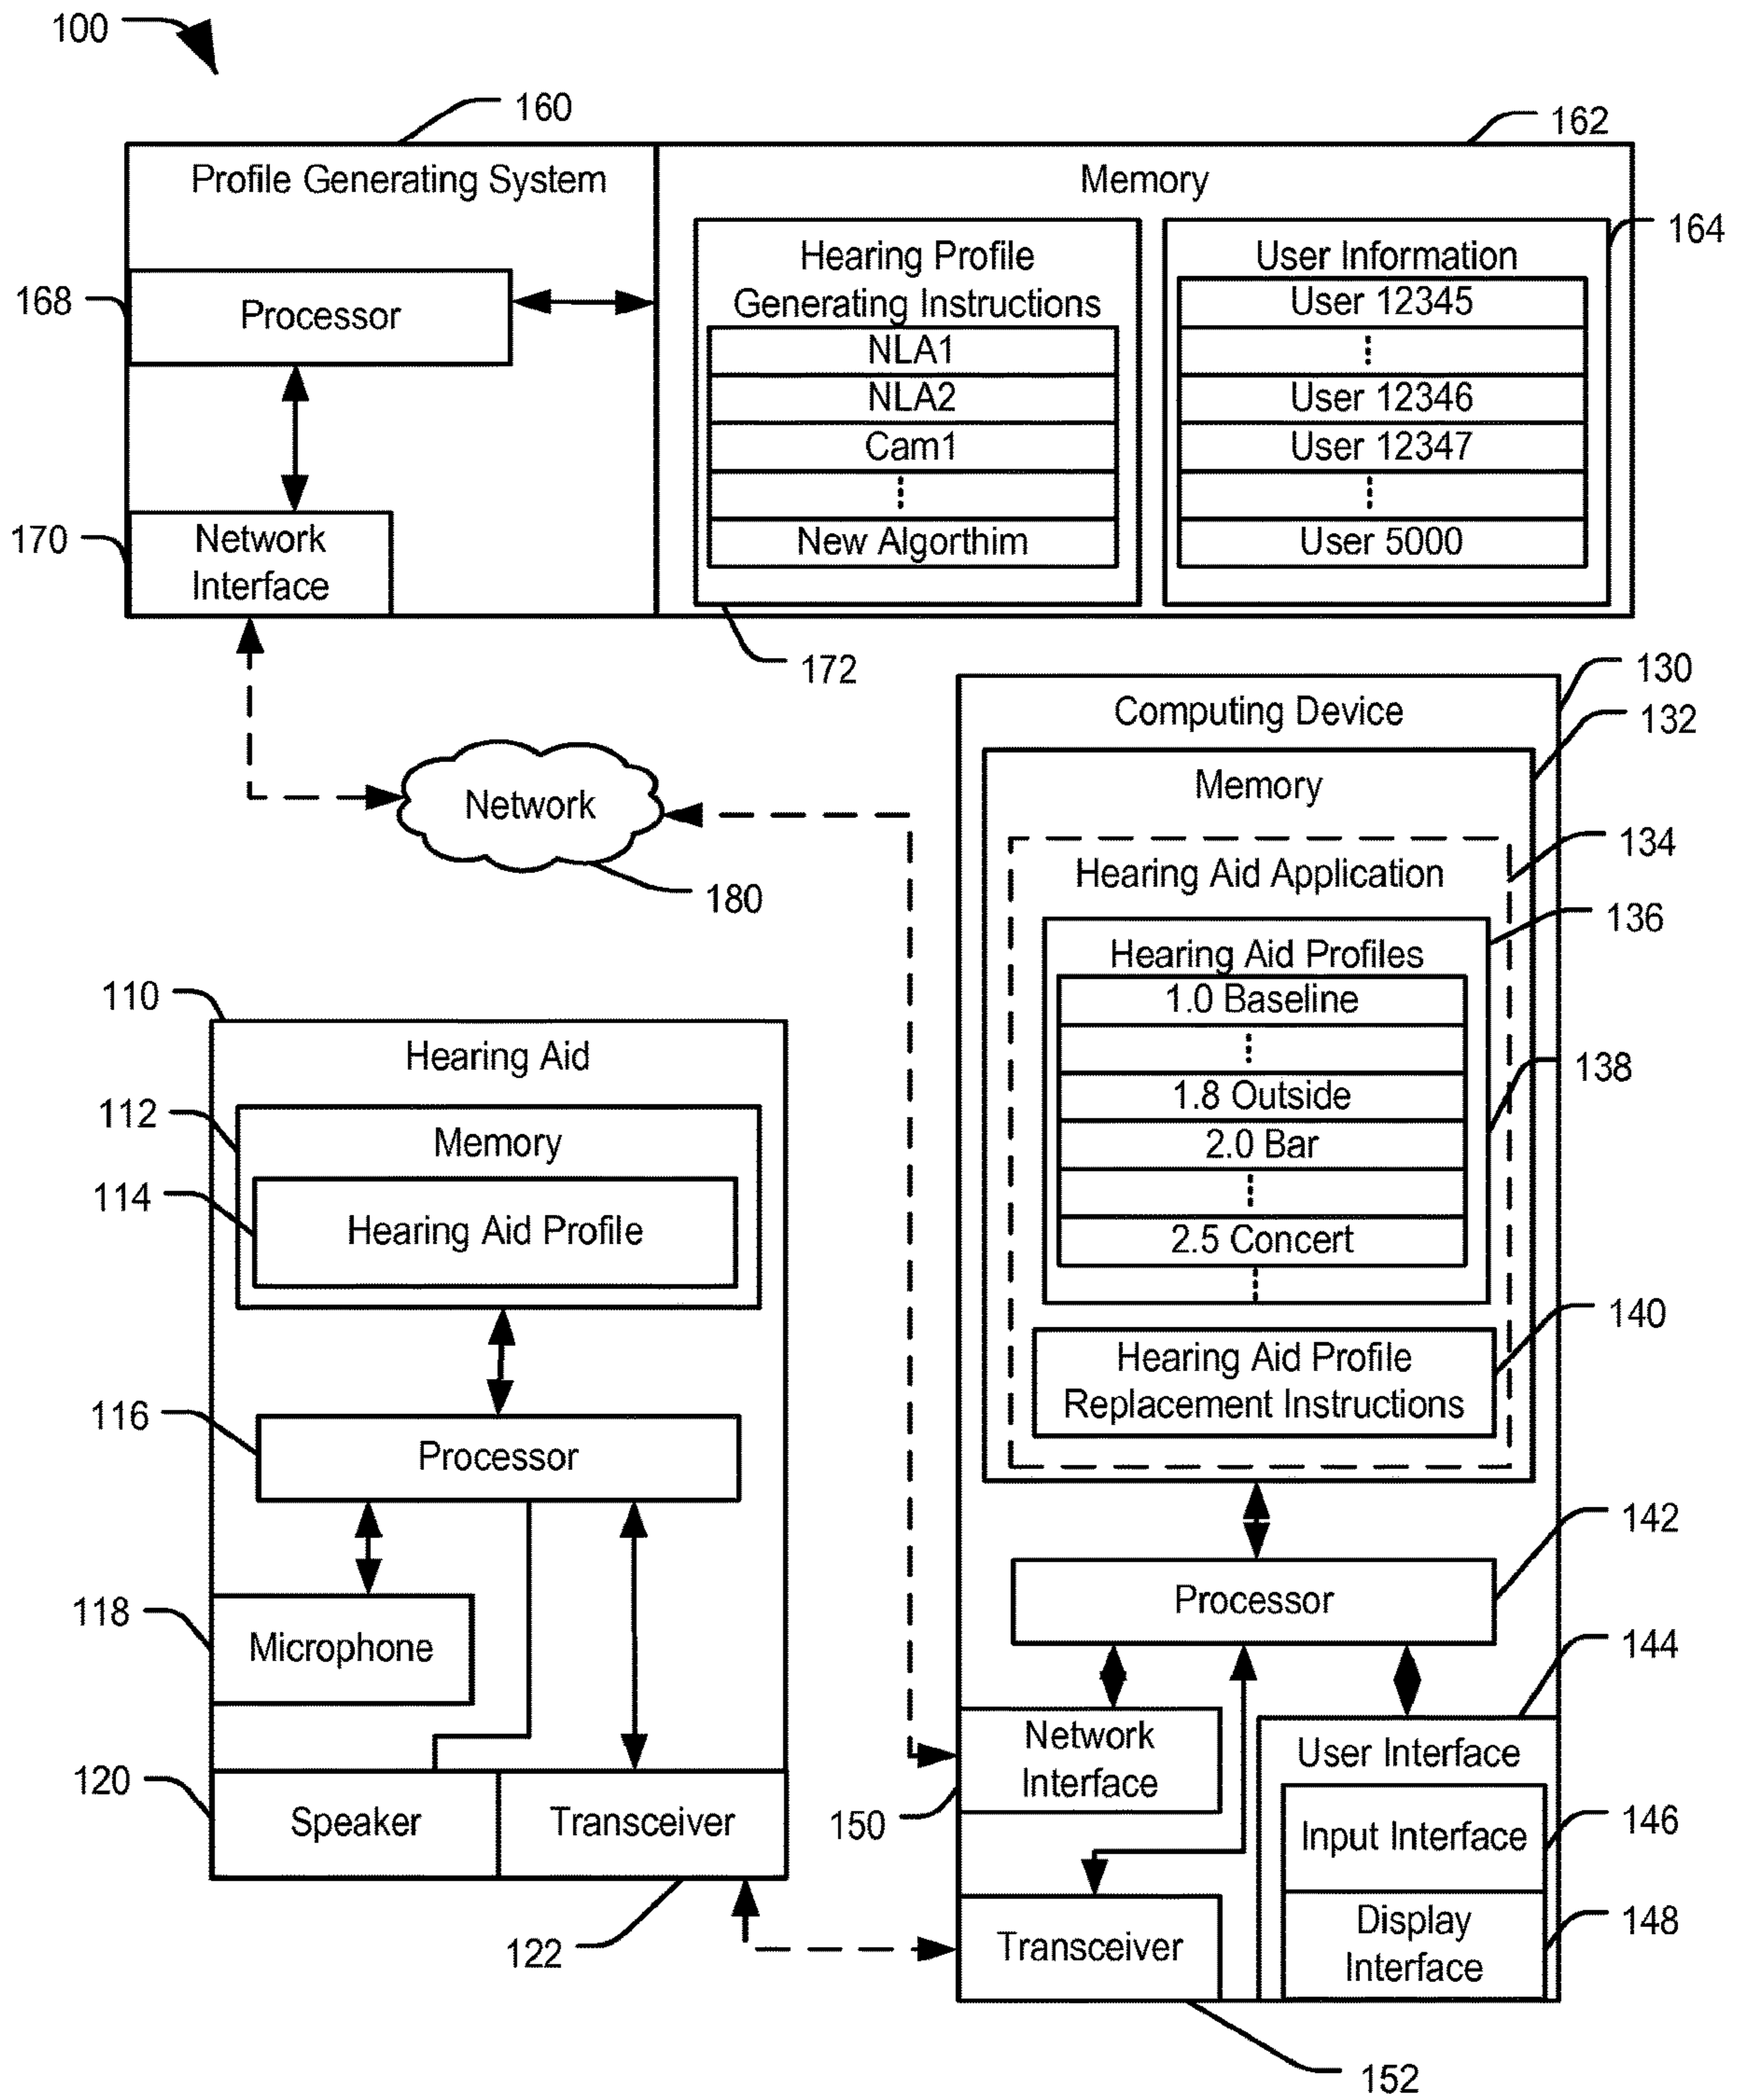 100
160
162
Profile Generating System
Memory
164
Hearing Profile
Generating Instructions
User Information
168
Processor
NLA1
NLA2
Cam1
⋮
New Algorthim
User 12345
⋮
User 12346
User 12347
⋮
User 5000
170
Network
Interface
172
130
Computing Device
132
Memory
Network
180
134
Hearing Aid Application
136
Hearing Aid Profiles
1.0 Baseline
⋮
1.8 Outside
138
2.0 Bar
⋮
2.5 Concert
⋮
140
Hearing Aid Profile
Replacement Instructions
110
Hearing Aid
112
Memory
114
Hearing Aid Profile
116
Processor
118
Microphone
120
Speaker
Transceiver
122
142
Processor
144
Network
Interface
150
User Interface
Input Interface
146
Display
Interface
148
Transceiver
152